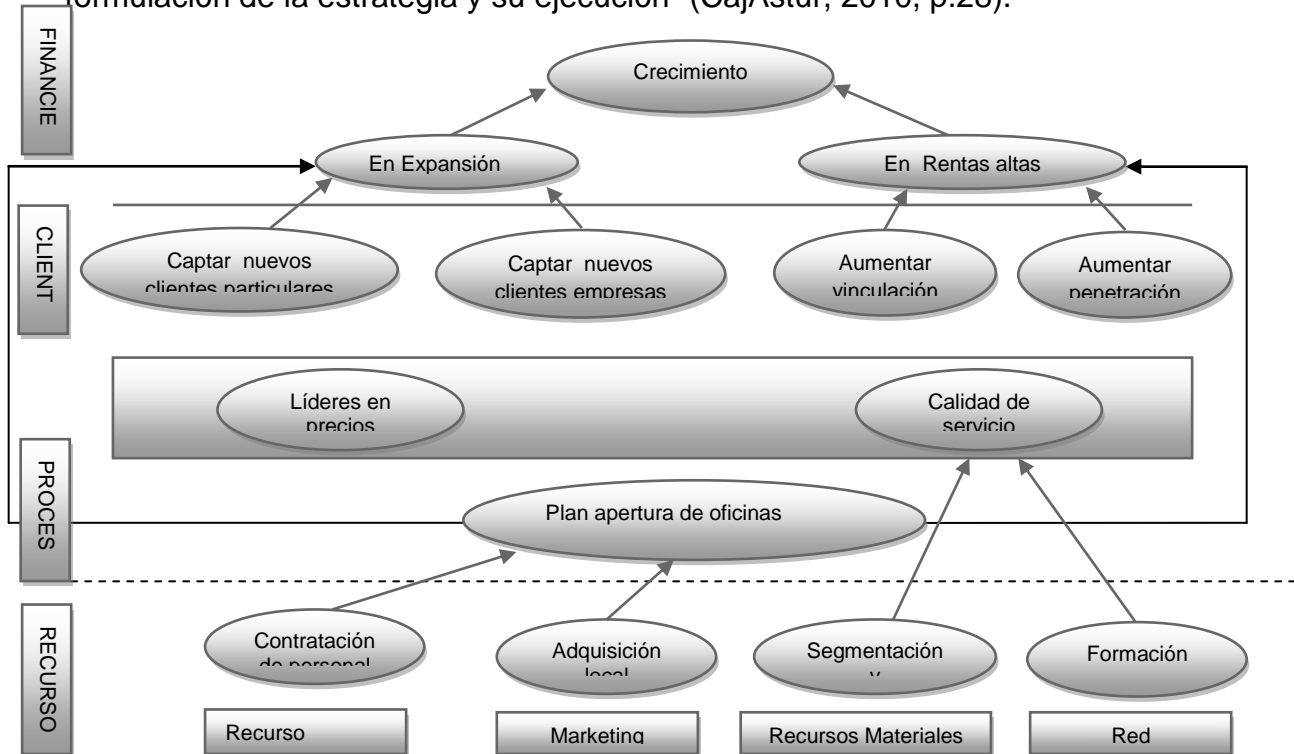 formulación de la estrategia y su ejecución" (CajAstur, 2010, p.28).
FINANCIE
Crecimiento
En Expansión
En Rentas altas
CLIENT
Captar nuevos
clientes particulares
Captar nuevos
clientes empresas
Aumentar
vinculación
Aumentar
penetración
Líderes en
precios
Calidad de
servicio
PROCES
Plan apertura de oficinas
RECURSO
Contratación
de personal
Adquisición
local
Segmentación
y
Formación
Recurso
Marketing
Recursos Materiales
Red